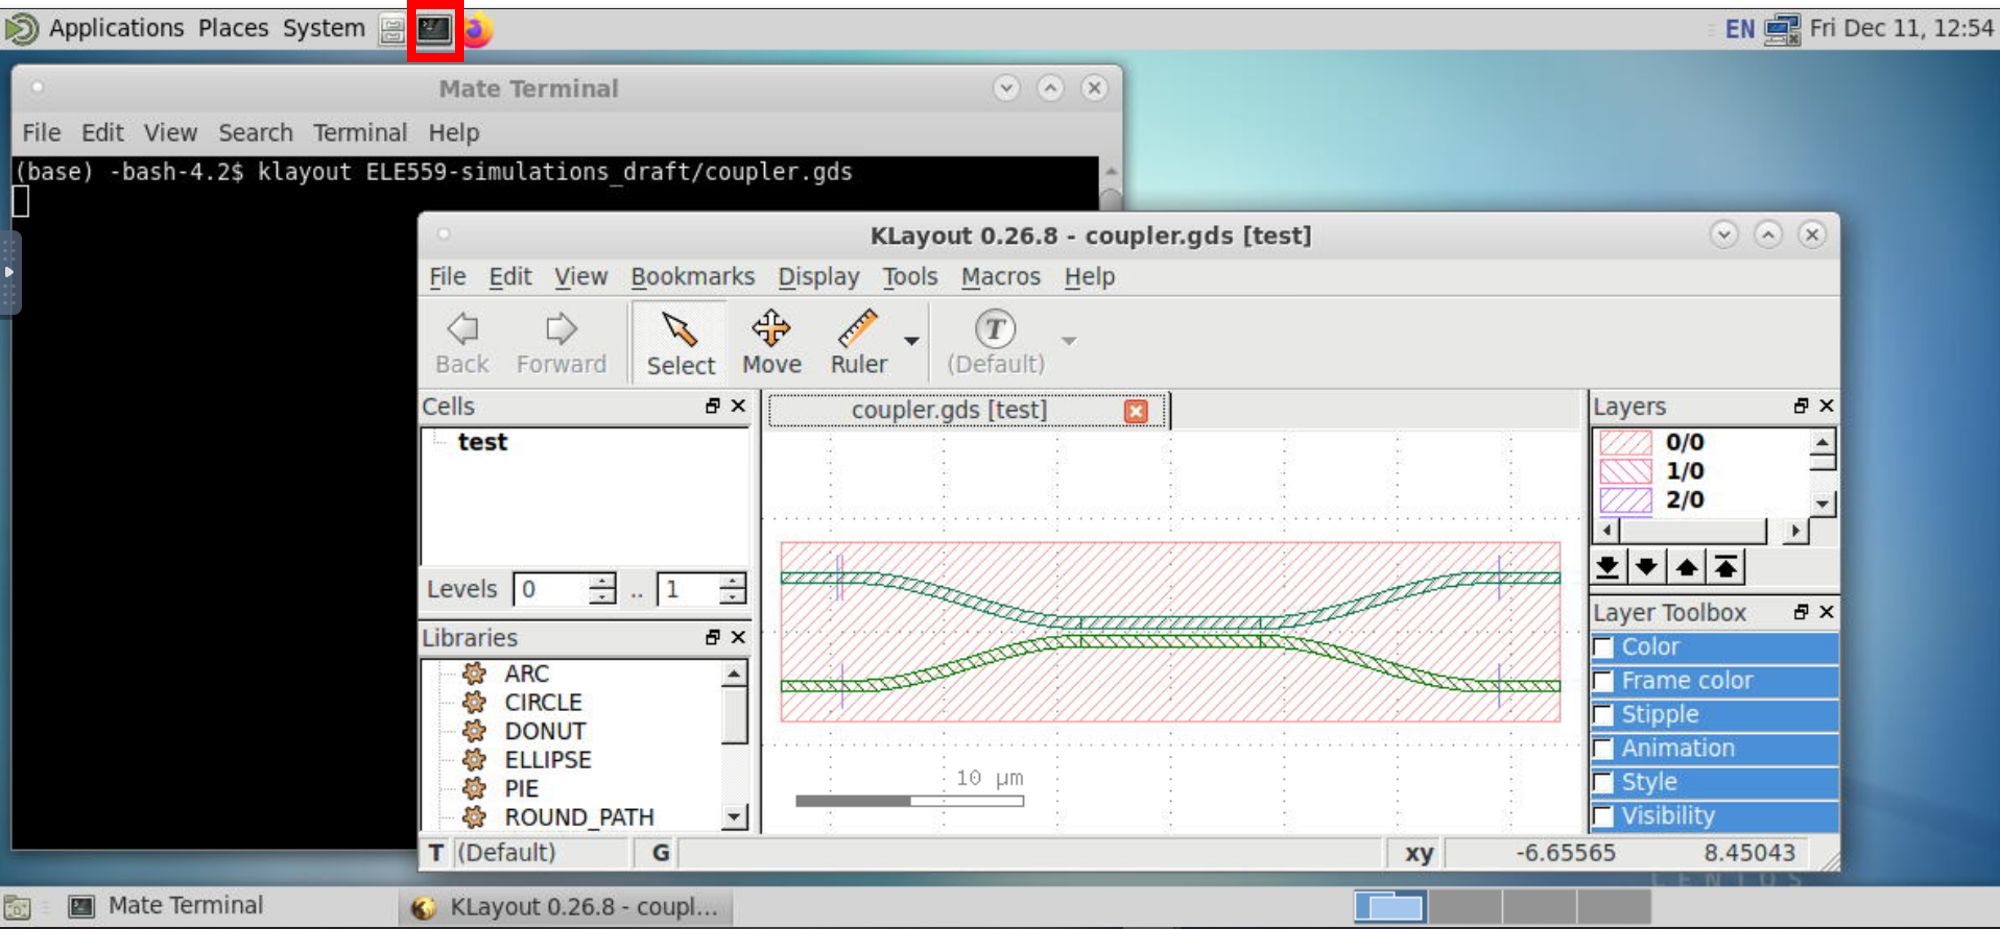 Applications Places System
EN Fri Dec 11, 12:54
Mate Terminal
File Edit View Search Terminal Help
(base) -bash-4.2$ klayout ELE559-simulations_draft/coupler.gds
KLayout 0.26.8 - coupler.gds [test]
File Edit View Bookmarks Display Tools Macros Help
T
Back Forward Select Move Ruler (Default)
Cells
test
Levels 0 .. 1
Libraries
ARC
CIRCLE
DONUT
ELLIPSE
PIE
ROUND_PATH
coupler.gds [test]
10 µm
Layers
0/0
1/0
2/0
Layer Toolbox
Color
Frame color
Stipple
Animation
Style
Visibility
T (Default) G xy -6.65565 8.45043
CENTOS
Mate Terminal KLayout 0.26.8 - coupl...